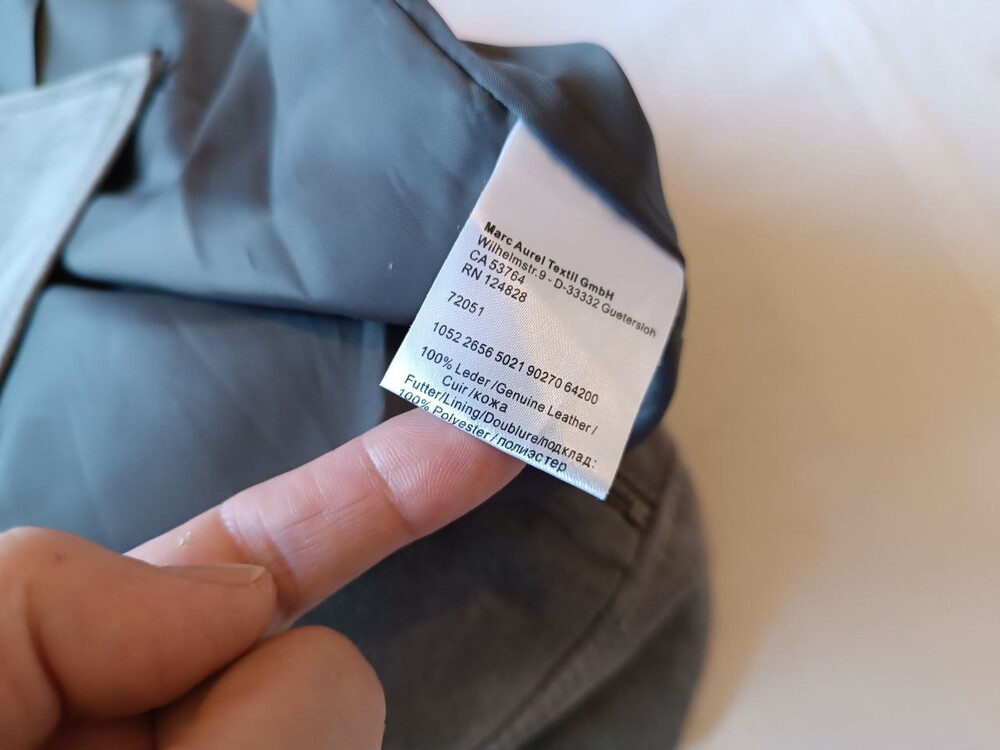 Marc Aurel Textil GmbH
Wilhelmstr.9 - D-33332 Guetersloh
CA 53764
RN 124828
72051
1052 2656 5021 90270 64200
100% Leder /Genuine Leather /
Cuir /кожа
Futter/Lining/Doublure/подклад:
100% Polyester / полиэстер